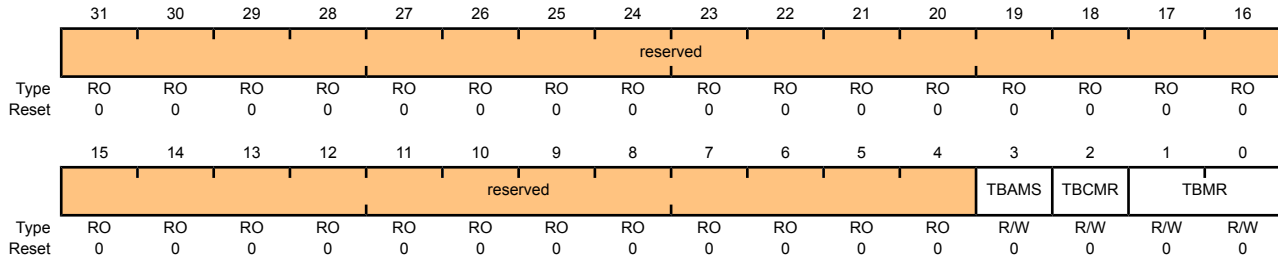 31 30 29 28 27 26 25 24 23 22 21 20 19 18 17 16
reserved
Type RO RO RO RO RO RO RO RO RO RO RO RO RO RO RO RO
Reset 0 0 0 0 0 0 0 0 0 0 0 0 0 0 0 0
15 14 13 12 11 10 9 8 7 6 5 4 3 2 1 0
reserved TBAMS TBCMR TBMR
Type RO RO RO RO RO RO RO RO RO RO RO RO R/W R/W R/W R/W
Reset 0 0 0 0 0 0 0 0 0 0 0 0 0 0 0 0